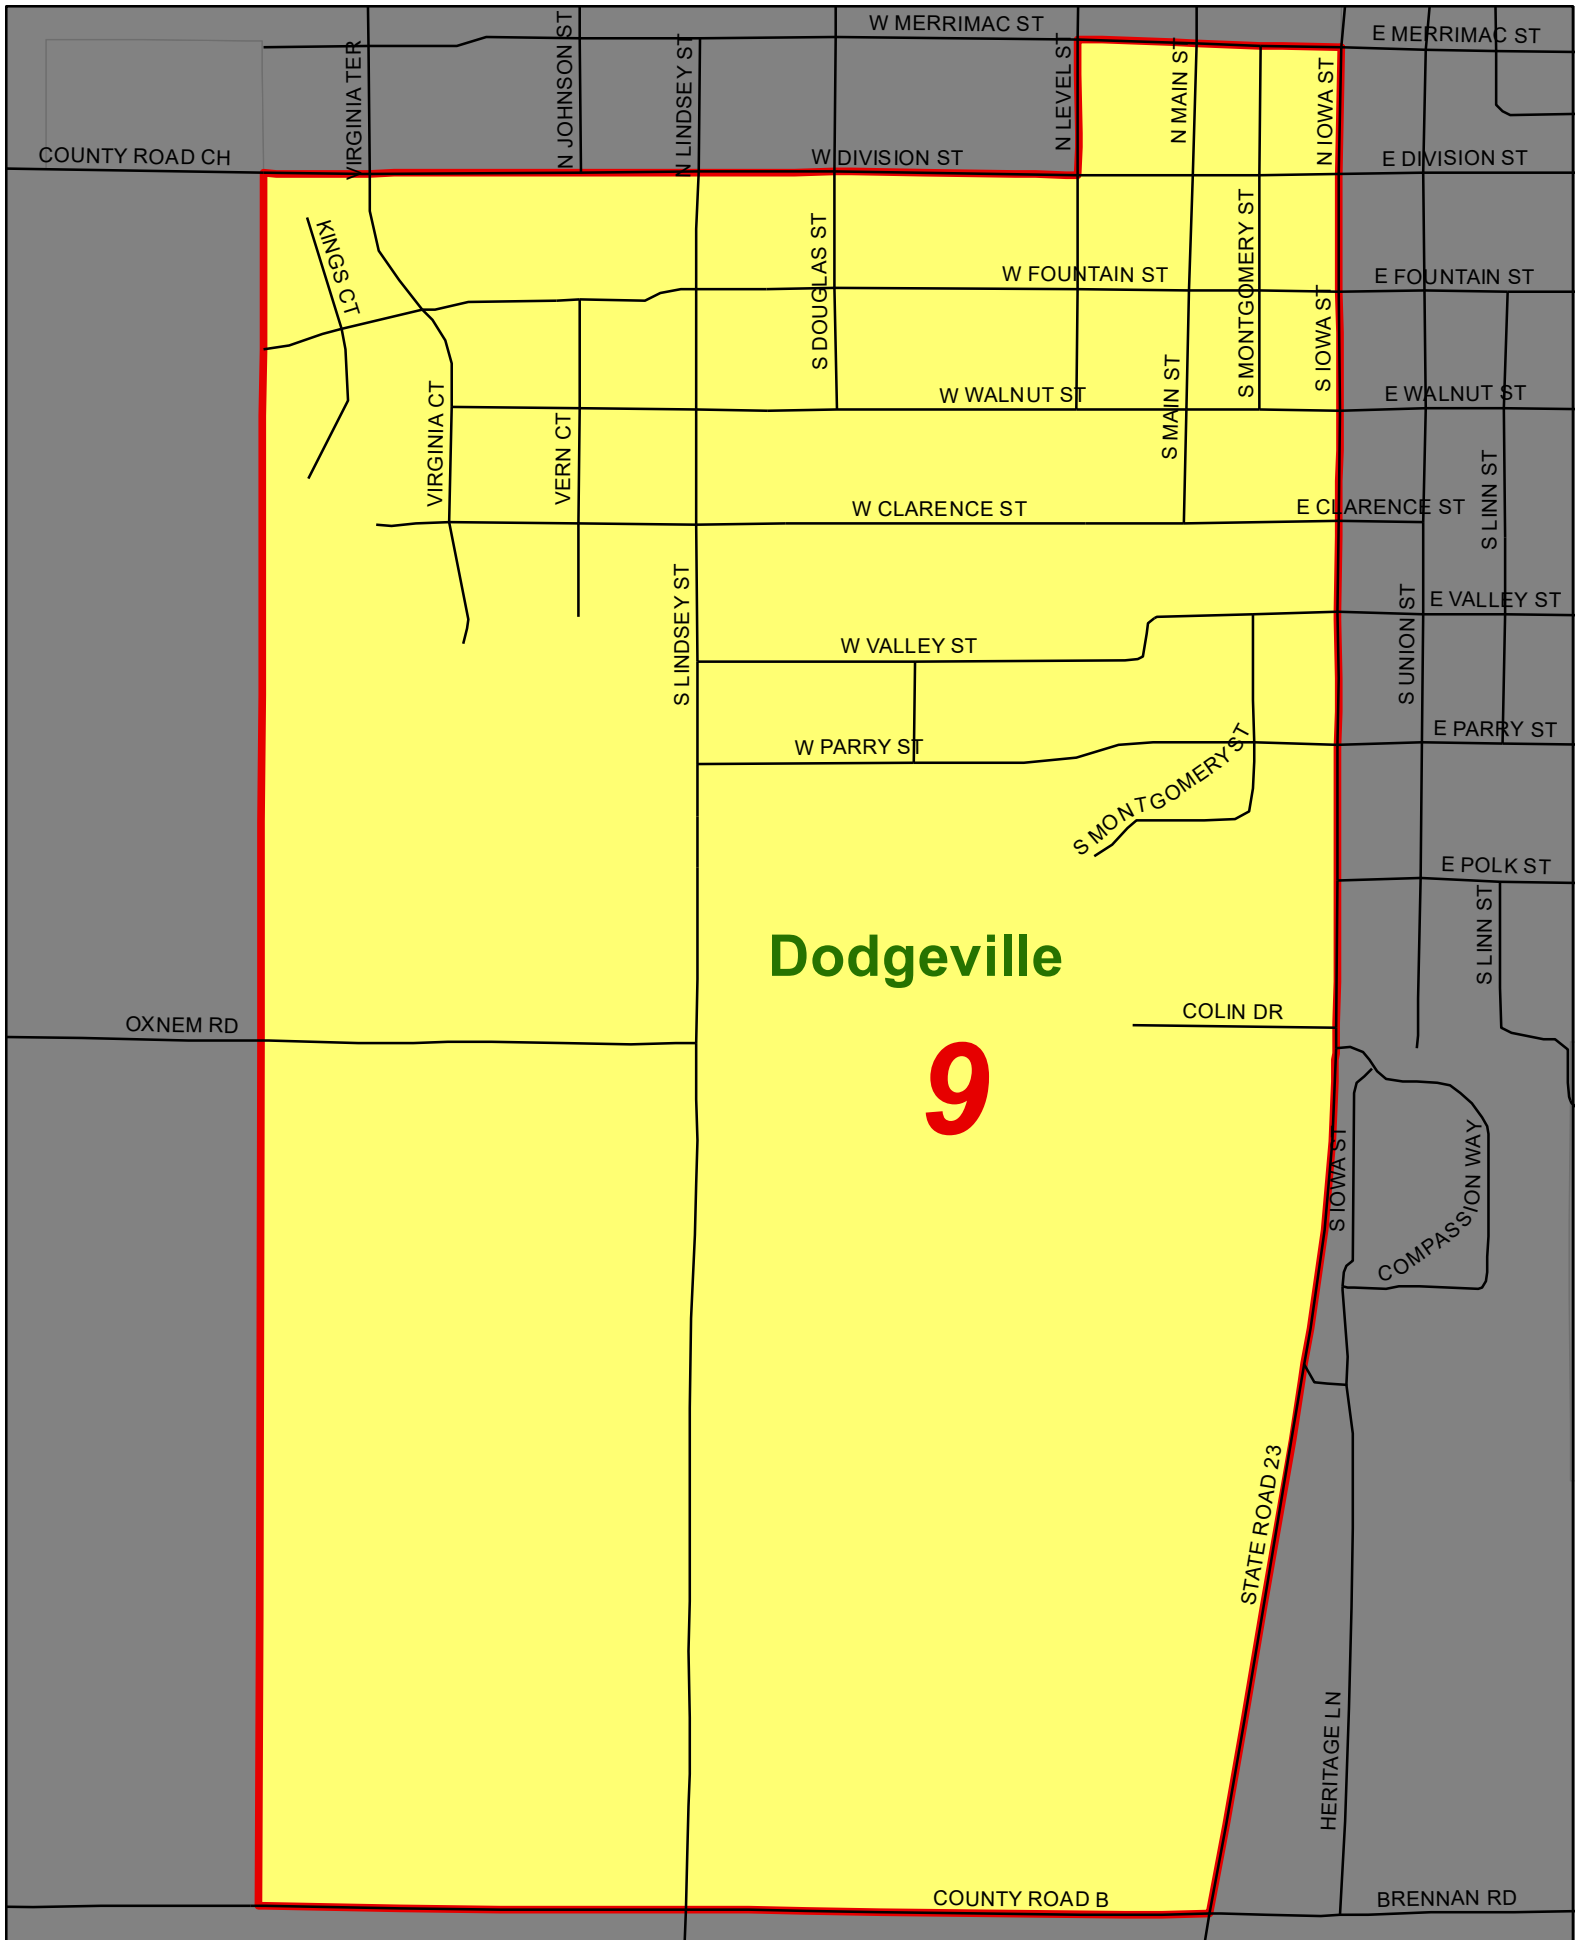 W MERRIMAC ST
E MERRIMAC ST
VIRGINIA TER
N JOHNSON ST
N LINDSEY ST
N LEVEL ST
N MAIN ST
N IOWA ST
COUNTY ROAD CH
W DIVISION ST
E DIVISION ST
KINGS CT
S DOUGLAS ST
W FOUNTAIN ST
S MONTGOMERY ST
S IOWA ST
E FOUNTAIN ST
VIRGINIA CT
VERN CT
W WALNUT ST
S MAIN ST
E WALNUT ST
W CLARENCE ST
E CLARENCE ST
S LINN ST
S LINDSEY ST
W VALLEY ST
S UNION ST
E VALLEY ST
W PARRY ST
S MONTGOMERY ST
E PARRY ST
E POLK ST
S LINN ST
Dodgeville
OXNEM RD
COLIN DR
9
S IOWA ST
COMPASSION WAY
STATE ROAD 23
HERITAGE LN
COUNTY ROAD B
BRENNAN RD